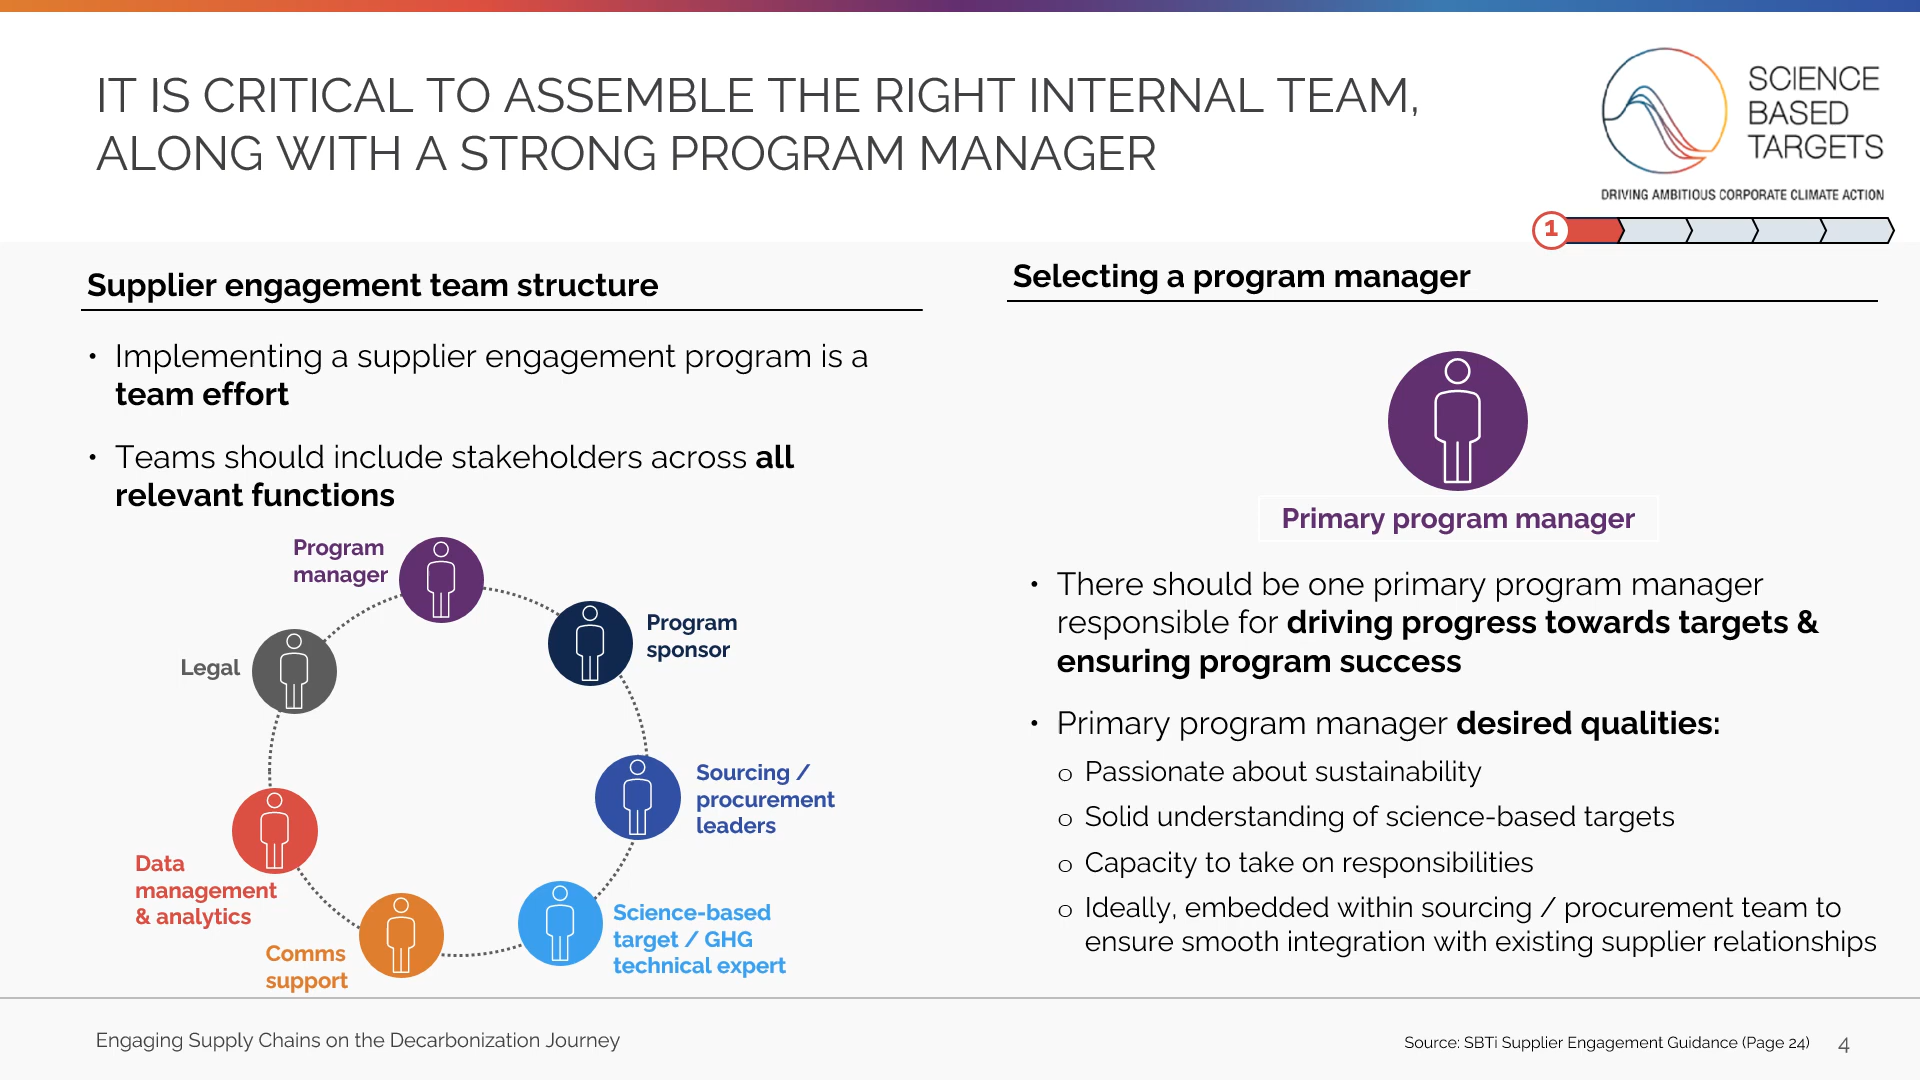 IT IS CRITICAL TO ASSEMBLE THE RIGHT INTERNAL TEAM,
ALONG WITH A STRONG PROGRAM MANAGER
SCIENCE
BASED
TARGETS
DRIVING AMBITIOUS CORPORATE CLIMATE ACTION
1
Supplier engagement team structure
• Implementing a supplier engagement program is a
team effort
• Teams should include stakeholders across all
relevant functions
Program
manager
Program
sponsor
Legal
Sourcing /
procurement
leaders
Data
management
& analytics
Science-based
target / GHG
technical expert
Comms
support
Selecting a program manager
Primary program manager
• There should be one primary program manager
responsible for driving progress towards targets &
ensuring program success
• Primary program manager desired qualities:
o Passionate about sustainability
o Solid understanding of science-based targets
o Capacity to take on responsibilities
o Ideally, embedded within sourcing / procurement team to
ensure smooth integration with existing supplier relationships
Engaging Supply Chains on the Decarbonization Journey
Source: SBTi Supplier Engagement Guidance (Page 24)
4